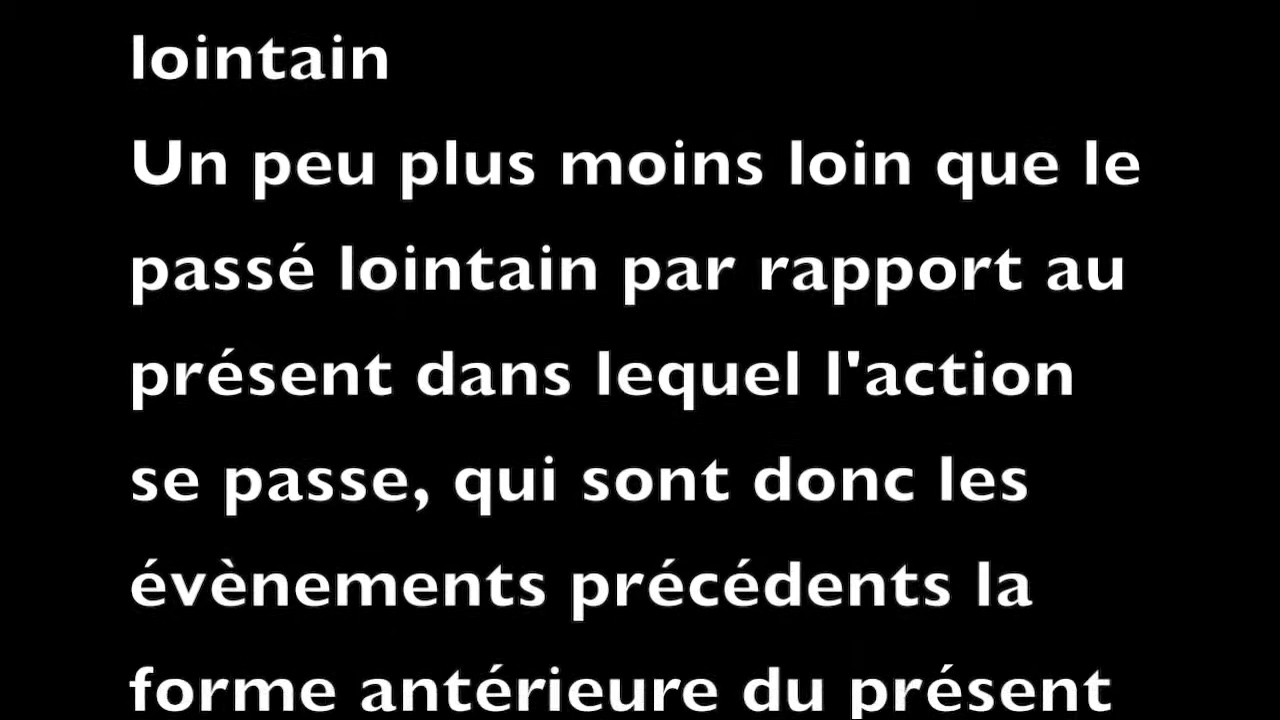 lointain
Un peu plus moins loin que le
passé lointain par rapport au
présent dans lequel l'action
se passe, qui sont donc les
évènements précédents la
forme antérieure du présent